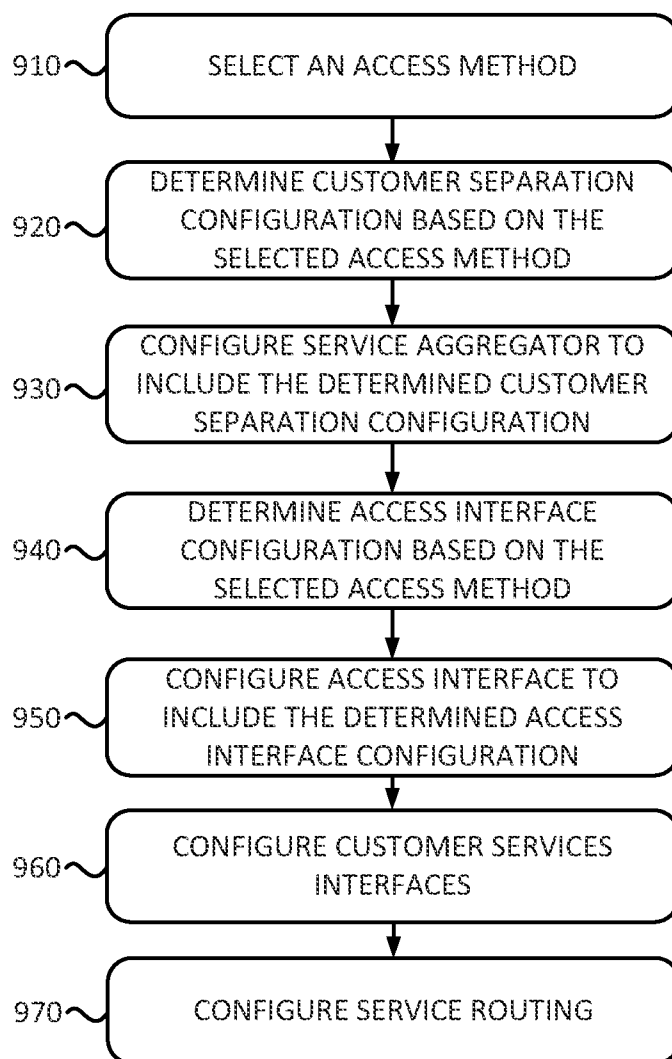 910 SELECT AN ACCESS METHOD
DETERMINE CUSTOMER SEPARATION
920 CONFIGURATION BASED ON THE
SELECTED ACCESS METHOD
CONFIGURE SERVICE AGGREGATOR TO
930 INCLUDE THE DETERMINED CUSTOMER
SEPARATION CONFIGURATION
DETERMINE ACCESS INTERFACE
940 CONFIGURATION BASED ON THE
SELECTED ACCESS METHOD
CONFIGURE ACCESS INTERFACE TO
950 INCLUDE THE DETERMINED ACCESS
INTERFACE CONFIGURATION
960 CONFIGURE CUSTOMER SERVICES
INTERFACES
970 CONFIGURE SERVICE ROUTING